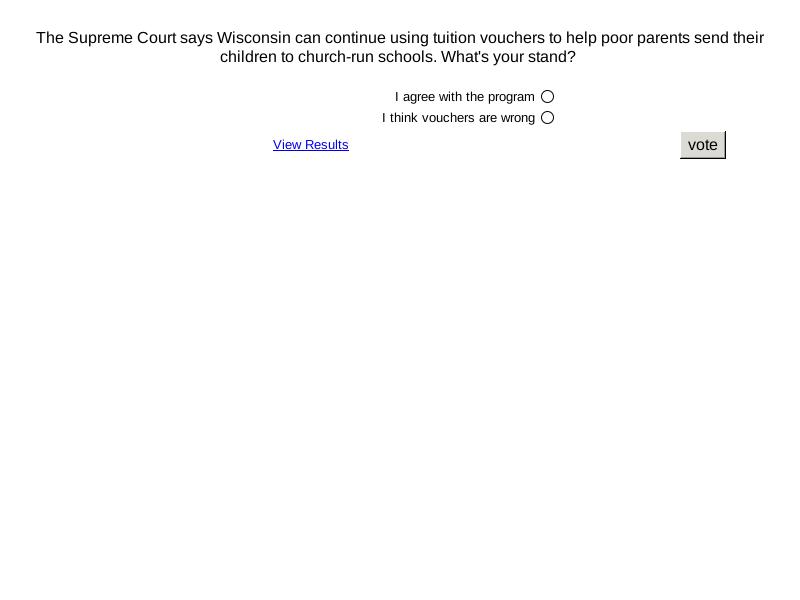 The Supreme Court says Wisconsin can continue using tuition vouchers to help poor parents send their
children to church-run schools. What's your stand?
I agree with the program
I think vouchers are wrong
View Results
vote